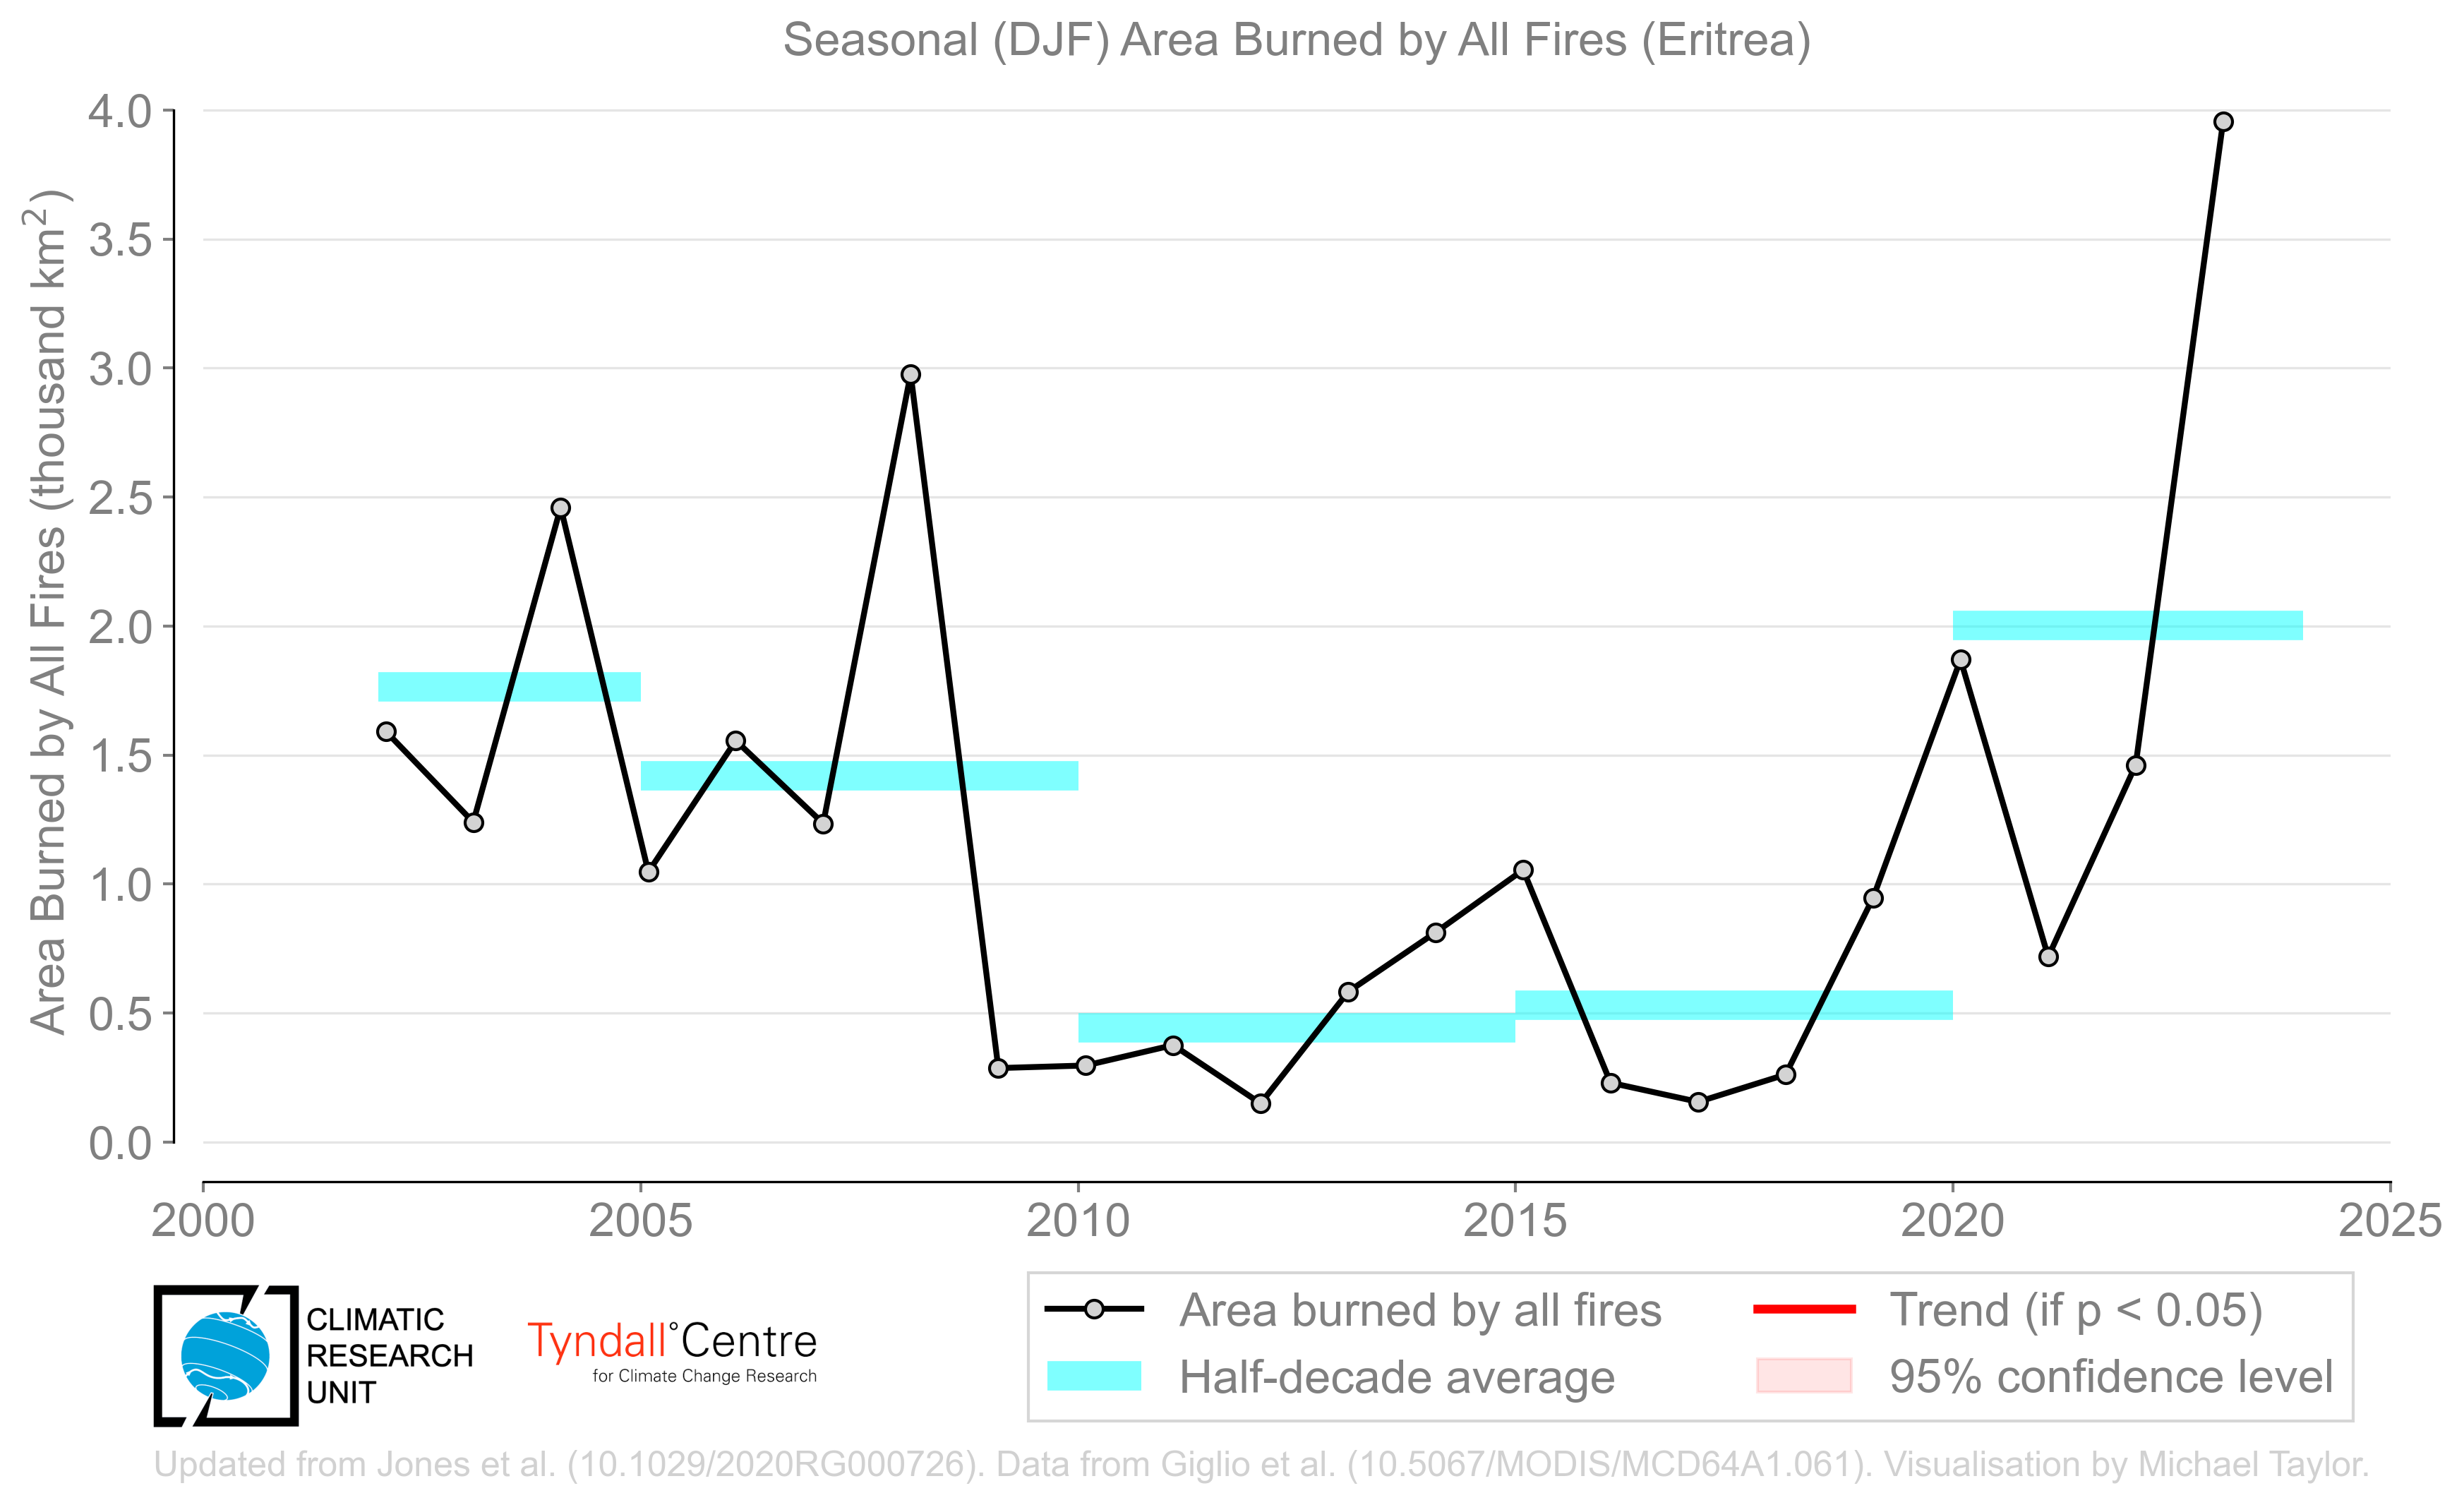 Seasonal (DJF) Area Burned by All Fires (Eritrea)
Area Burned by All Fires (thousand km²)
4.0
3.5
3.0
2.5
2.0
1.5
1.0
0.5
0.0
2000 2005 2010 2015 2020 2025
CLIMATIC
RESEARCH
UNIT
Tyndall°Centre
for Climate Change Research
Area burned by all fires
Half-decade average
Trend (if p < 0.05)
95% confidence level
Updated from Jones et al. (10.1029/2020RG000726). Data from Giglio et al. (10.5067/MODIS/MCD64A1.061). Visualisation by Michael Taylor.